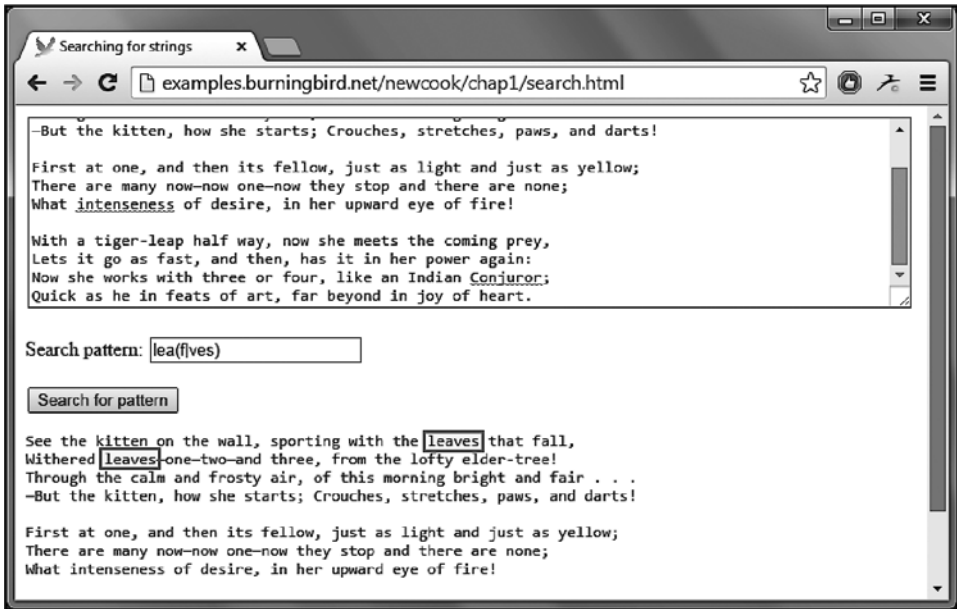 Searching for strings
examples.burningbird.net/newcook/chap1/search.html
—But the kitten, how she starts; Crouches, stretches, paws, and darts!
First at one, and then its fellow, just as light and just as yellow;
There are many now—now one—now they stop and there are none;
What intenseness of desire, in her upward eye of fire!
With a tiger-leap half way, now she meets the coming prey,
Lets it go as fast, and then, has it in her power again:
Now she works with three or four, like an Indian Conjuror;
Quick as he in feats of art, far beyond in joy of heart.
Search pattern: lea(f|ves)
Search for pattern
See the kitten on the wall, sporting with the leaves that fall,
Withered leaves—one—two—and three, from the lofty elder-tree!
Through the calm and frosty air, of this morning bright and fair . . .
—But the kitten, how she starts; Crouches, stretches, paws, and darts!
First at one, and then its fellow, just as light and just as yellow;
There are many now—now one—now they stop and there are none;
What intenseness of desire, in her upward eye of fire!